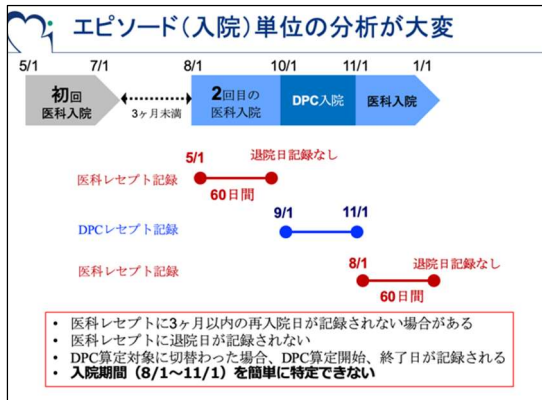 エピソード(入院)単位の分析が大変
5/1 7/1 8/1 10/1 11/1 1/1
初回
医科入院
3ヶ月未満
2回目の
医科入院
DPC入院
医科入院
5/1 退院日記録なし
医科レセプト記録
60日間
9/1 11/1
DPCレセプト記録
8/1 退院日記録なし
医科レセプト記録
60日間
• 医科レセプトに3ヶ月以内の再入院日が記録されない場合がある
• 医科レセプトに退院日が記録されない
• DPC算定対象に切替わった場合、DPC算定開始、終了日が記録される
• 入院期間(8/1~11/1)を簡単に特定できない